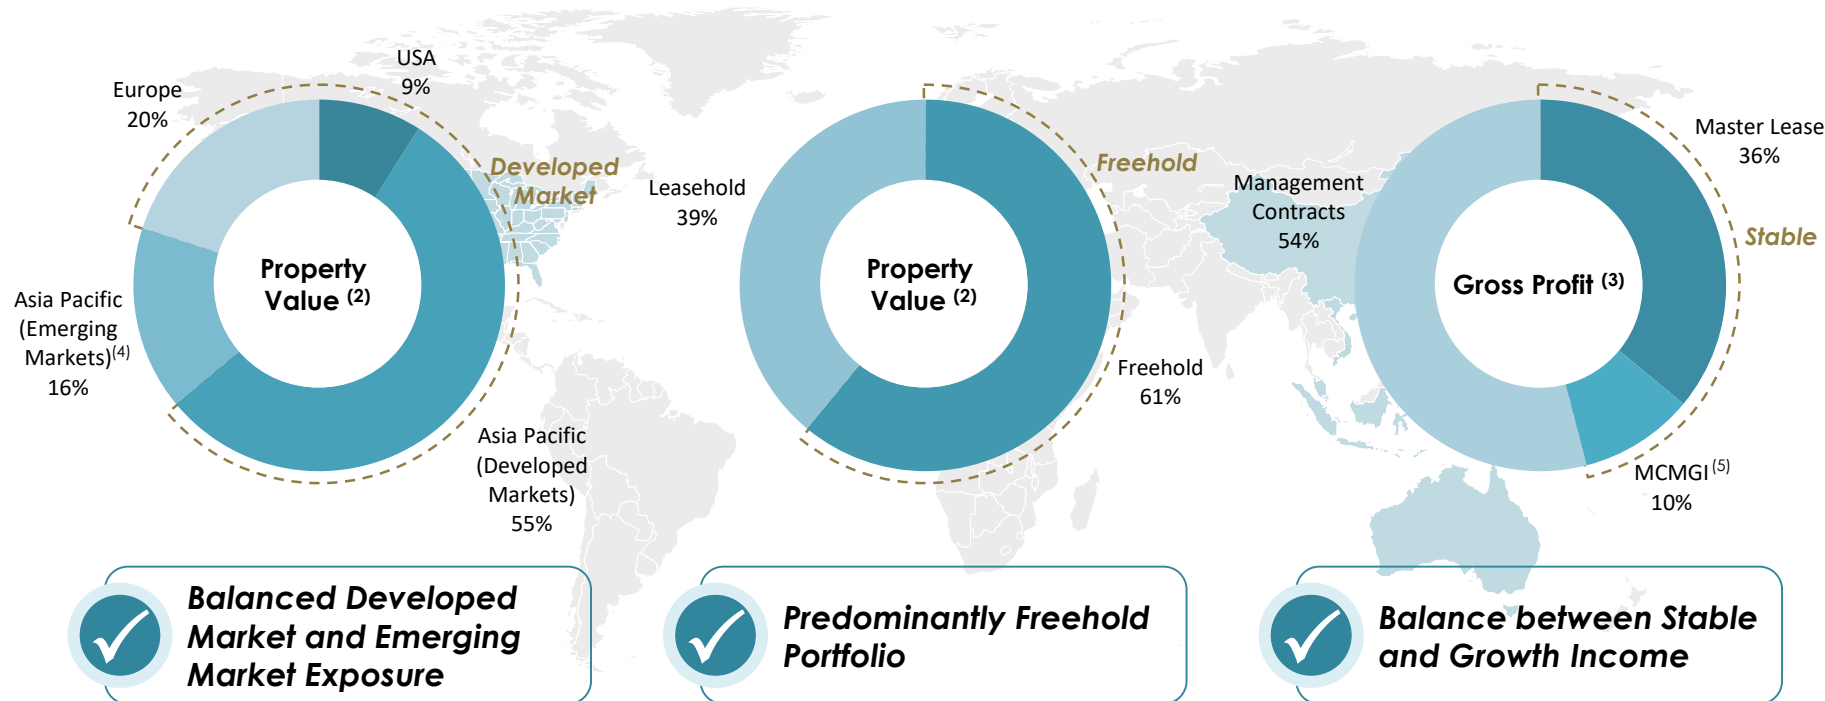 USA
9%
Europe
20%
Developed
Market
Property
Value (2)
Asia Pacific
(Emerging
Markets)(4)
16%
Asia Pacific
(Developed
Markets)
55%
Leasehold
39%
Freehold
Property
Value (2)
Freehold
61%
Master Lease
36%
Management
Contracts
54%
Stable
Gross Profit (3)
MCMGI (5)
10%
Balanced Developed
Market and Emerging
Market Exposure
Predominantly Freehold
Portfolio
Balance between Stable
and Growth Income